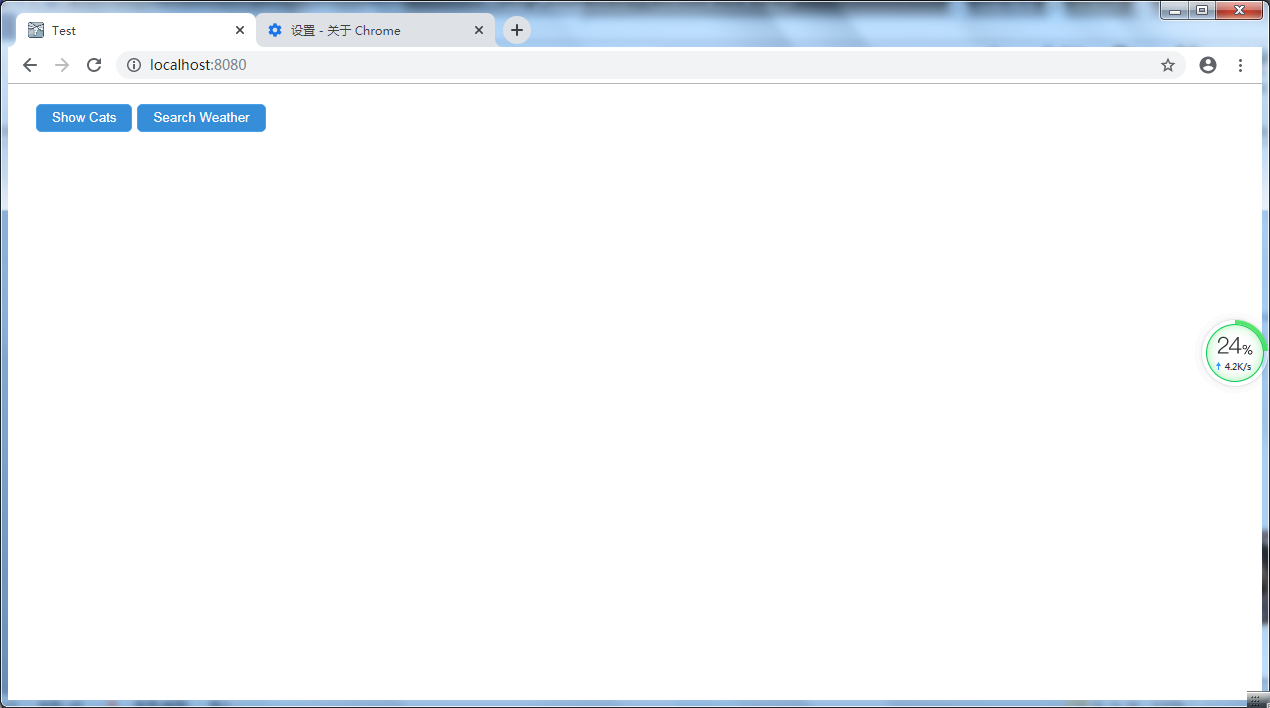 Test
设置 - 关于 Chrome
localhost:8080
Show Cats
Search Weather
24%
↑ 4.2K/s